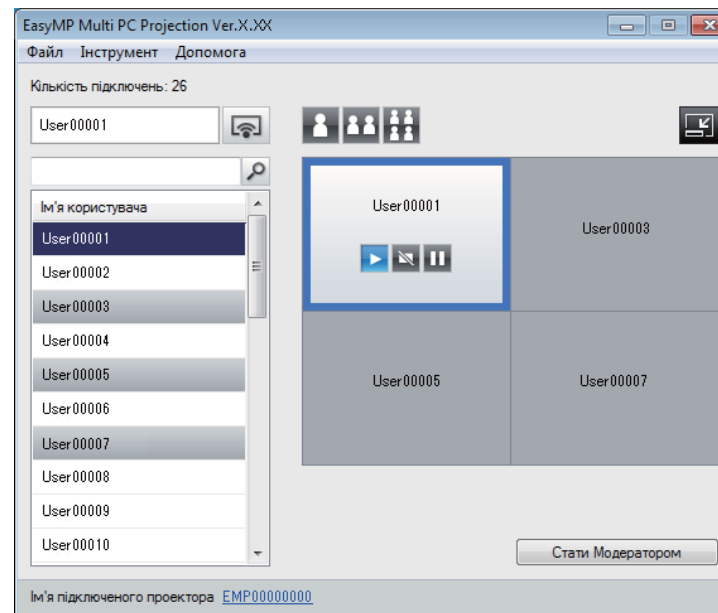 EasyMP Multi PC Projection Ver.X.XX
Файл Інструмент Допомога
Кількість підключень: 26
User00001
Ім'я користувача
User00001
User00002
User00003
User00004
User00005
User00006
User00007
User00008
User00009
User00010
User00001
User00003
User00005
User00007
Стати Модератором
Ім'я підключеного проектора EMP00000000